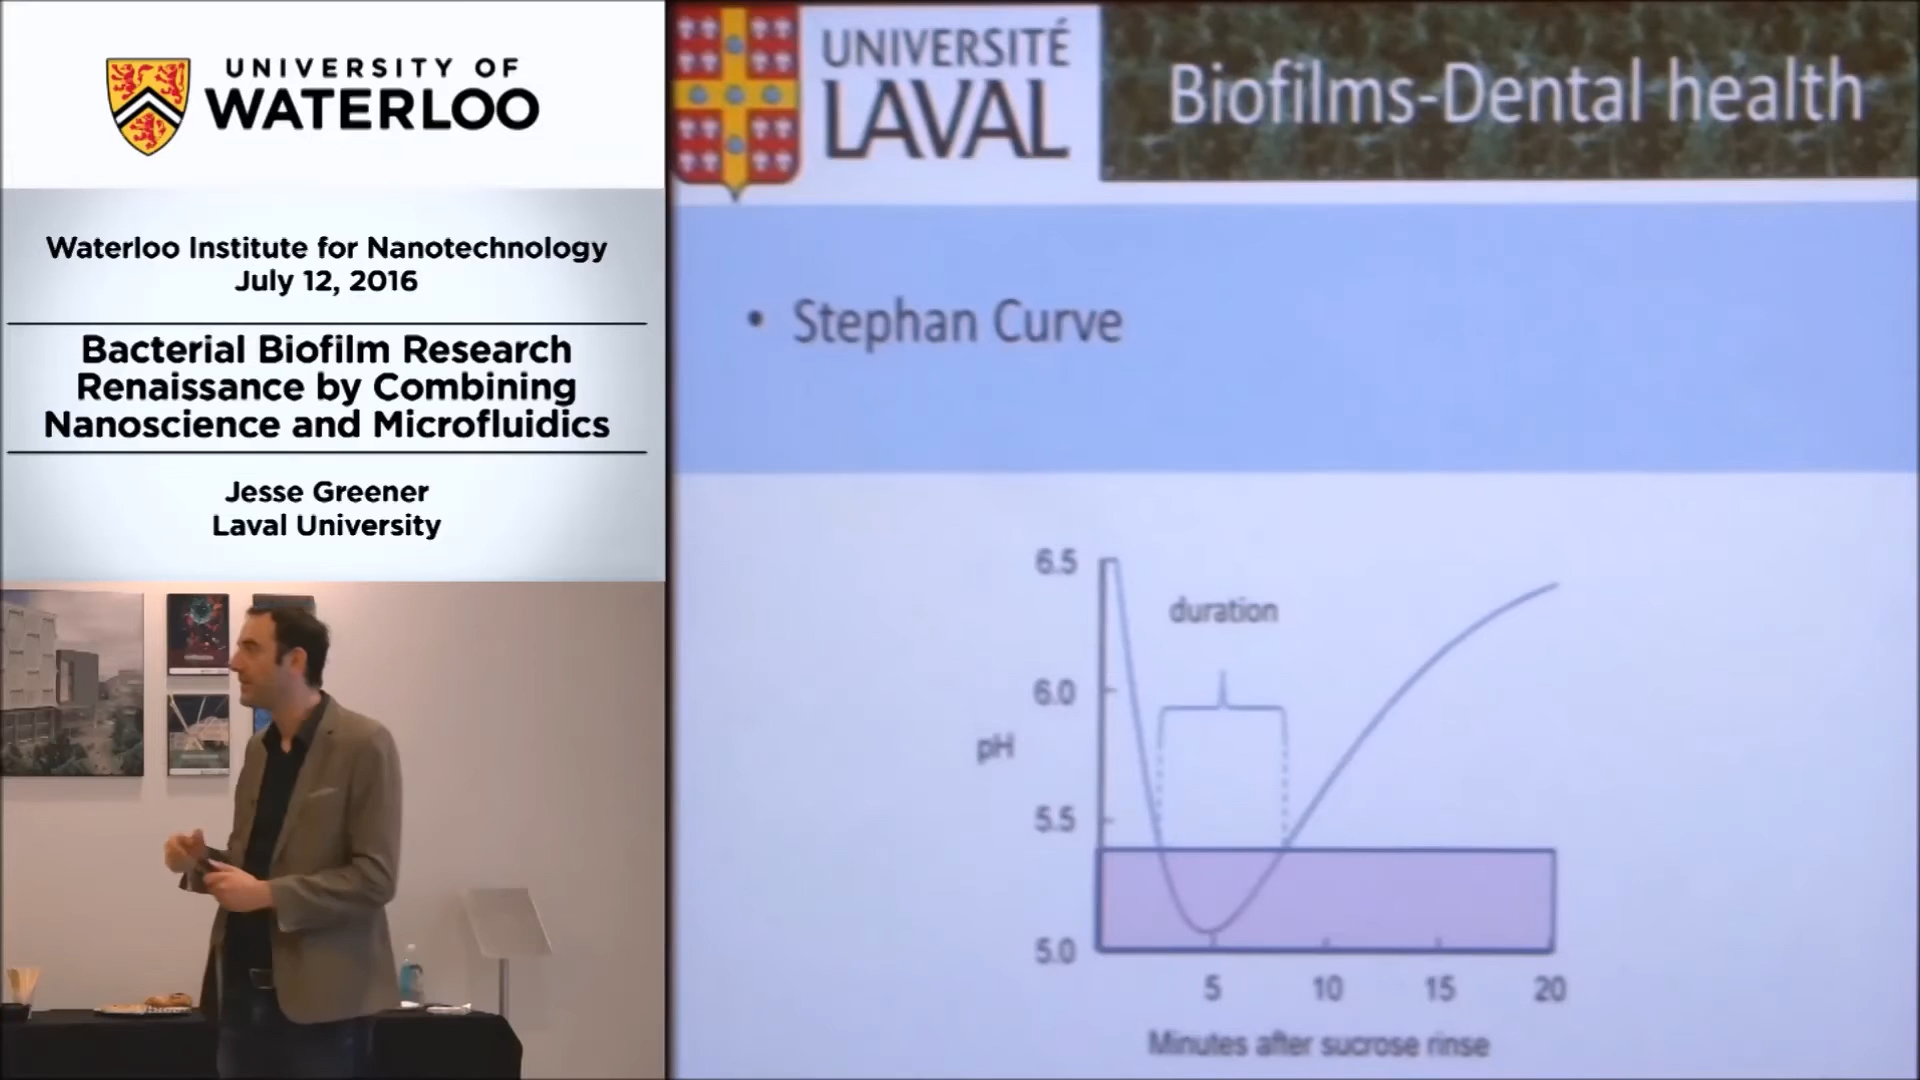 UNIVERSITY OF
WATERLOO
Waterloo Institute for Nanotechnology
July 12, 2016
Bacterial Biofilm Research
Renaissance by Combining
Nanoscience and Microfluidics
Jesse Greener
Laval University
UNIVERSITÉ
LAVAL
Biofilms-Dental health
• Stephan Curve
6.5
duration
6.0
pH
5.5
5.0
5 10 15 20
Minutes after sucrose rinse